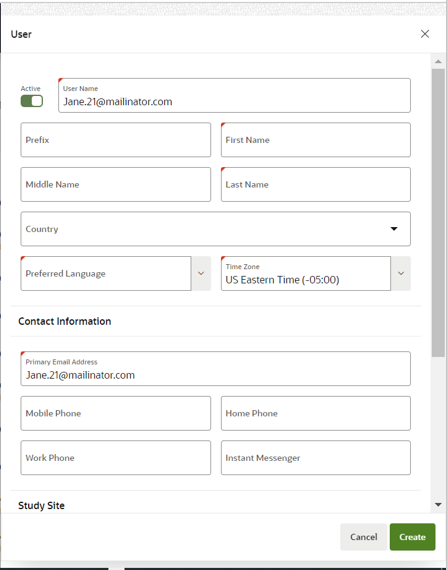 User
Active
User Name
Jane.21@mailinator.com
Prefix
First Name
Middle Name
Last Name
Country
Preferred Language
Time Zone
US Eastern Time (-05:00)
Contact Information
Primary Email Address
Jane.21@mailinator.com
Mobile Phone
Home Phone
Work Phone
Instant Messenger
Study Site
Cancel
Create